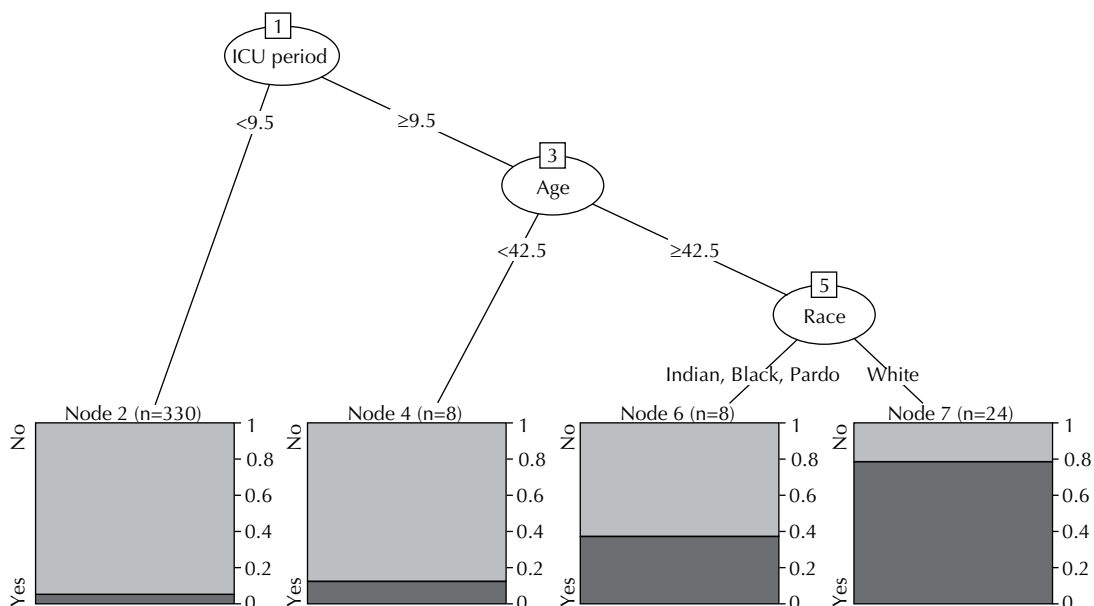 1
ICU period
<9.5
≥9.5
3
Age
<42.5
≥42.5
5
Race
Indian, Black, Pardo
White
Node 2 (n=330)
No
Yes
1
0.8
0.6
0.4
0.2
0
Node 4 (n=8)
No
Yes
1
0.8
0.6
0.4
0.2
0
Node 6 (n=8)
No
Yes
1
0.8
0.6
0.4
0.2
0
Node 7 (n=24)
No
Yes
1
0.8
0.6
0.4
0.2
0